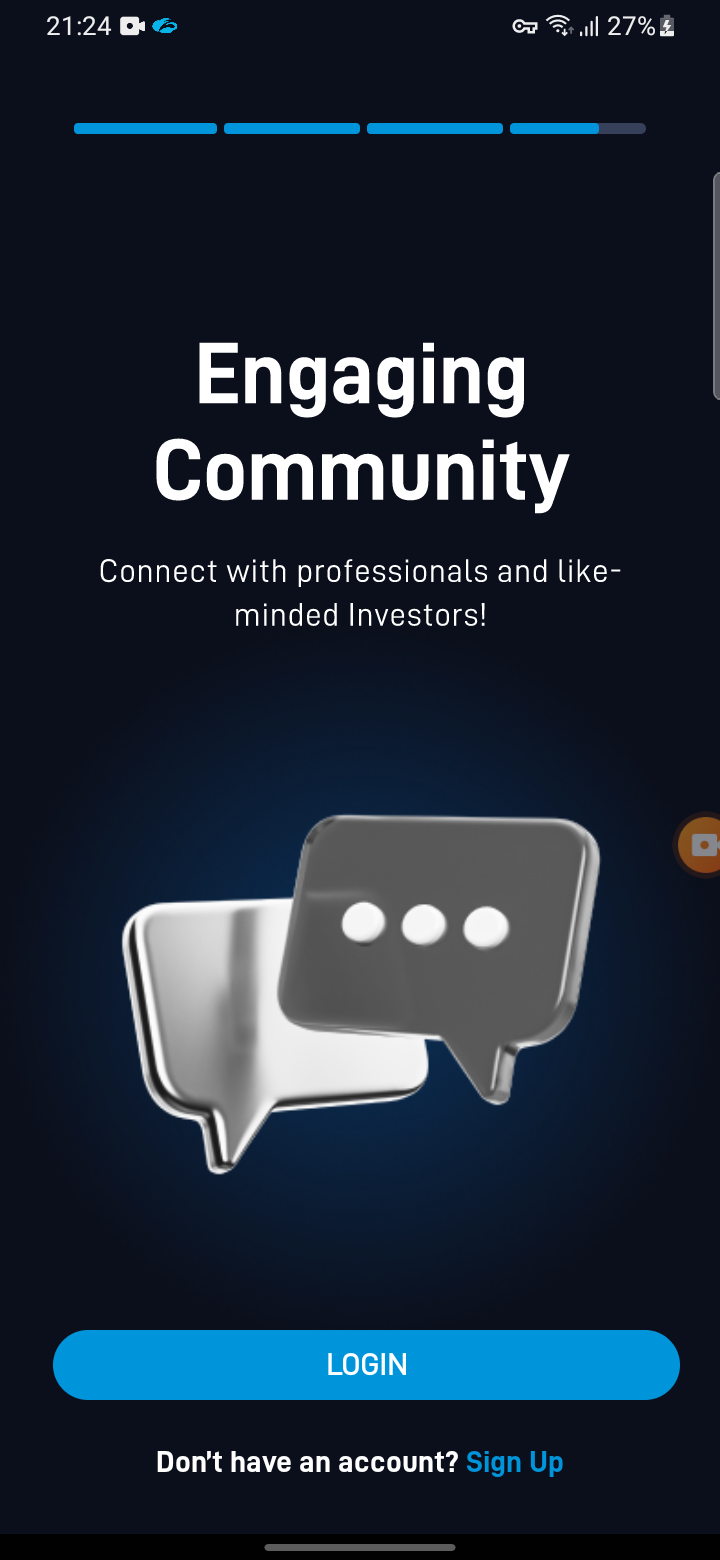 21:24 27%
Engaging
Community
Connect with professionals and like-
minded Investors!
LOGIN
Don't have an account? Sign Up